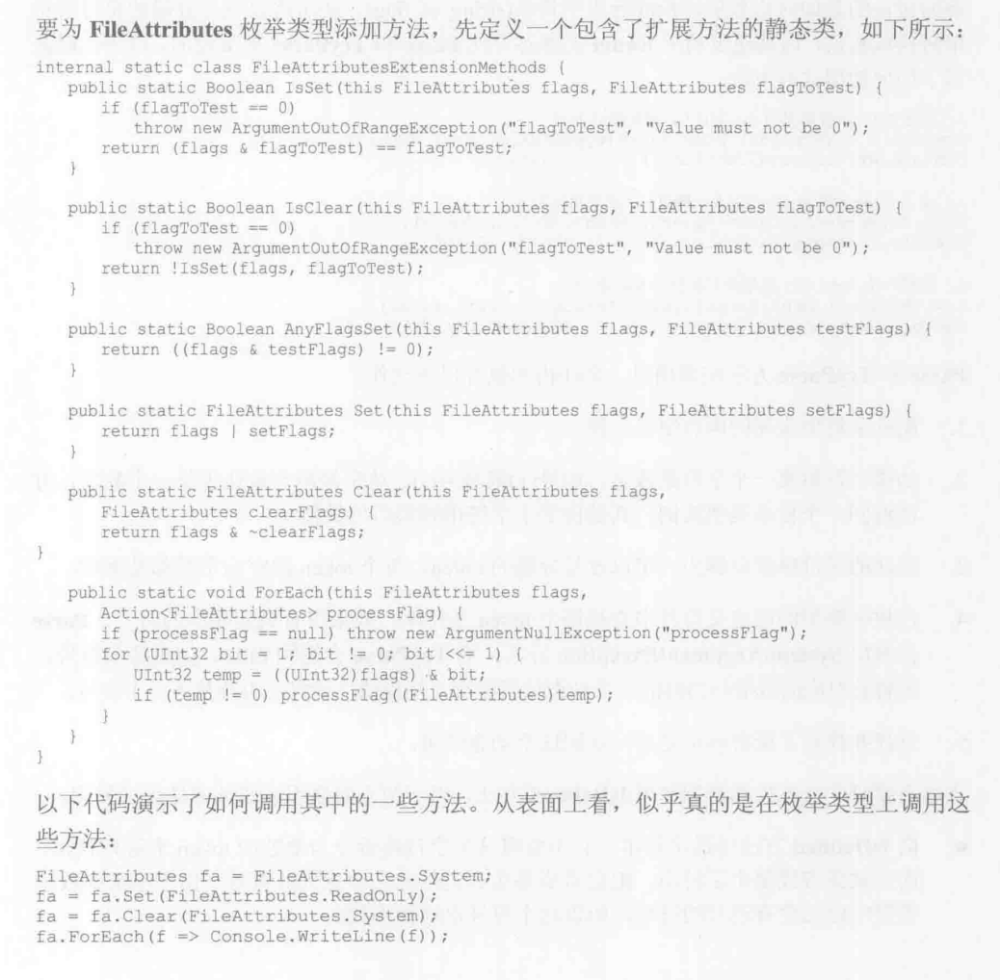 要为 FileAttributes 枚举类型添加方法，先定义一个包含了扩展方法的静态类，如下所示：
internal static class FileAttributesExtensionMethods {
   public static Boolean IsSet(this FileAttributes flags, FileAttributes flagToTest) {
      if (flagToTest == 0)
         throw new ArgumentOutOfRangeException("flagToTest", "Value must not be 0");
      return (flags & flagToTest) == flagToTest;
   }
   public static Boolean IsClear(this FileAttributes flags, FileAttributes flagToTest) {
      if (flagToTest == 0)
         throw new ArgumentOutOfRangeException("flagToTest", "Value must not be 0");
      return !IsSet(flags, flagToTest);
   }
   public static Boolean AnyFlagsSet(this FileAttributes flags, FileAttributes testFlags) {
      return ((flags & testFlags) != 0);
   }
   public static FileAttributes Set(this FileAttributes flags, FileAttributes setFlags) {
      return flags | setFlags;
   }
   public static FileAttributes Clear(this FileAttributes flags,
      FileAttributes clearFlags) {
      return flags & ~clearFlags;
}
   public static void ForEach(this FileAttributes flags,
      Action<FileAttributes> processFlag) {
      if (processFlag == null) throw new ArgumentNullException("processFlag");
      for (UInt32 bit = 1; bit != 0; bit <<= 1) {
         UInt32 temp = ((UInt32)flags) & bit;
         if (temp != 0) processFlag((FileAttributes)temp);
      }
   }
}
以下代码演示了如何调用其中的一些方法。从表面上看，似乎真的是在枚举类型上调用这
些方法：
FileAttributes fa = FileAttributes.System;
fa = fa.Set(FileAttributes.ReadOnly);
fa = fa.Clear(FileAttributes.System);
fa.ForEach(f => Console.WriteLine(f));